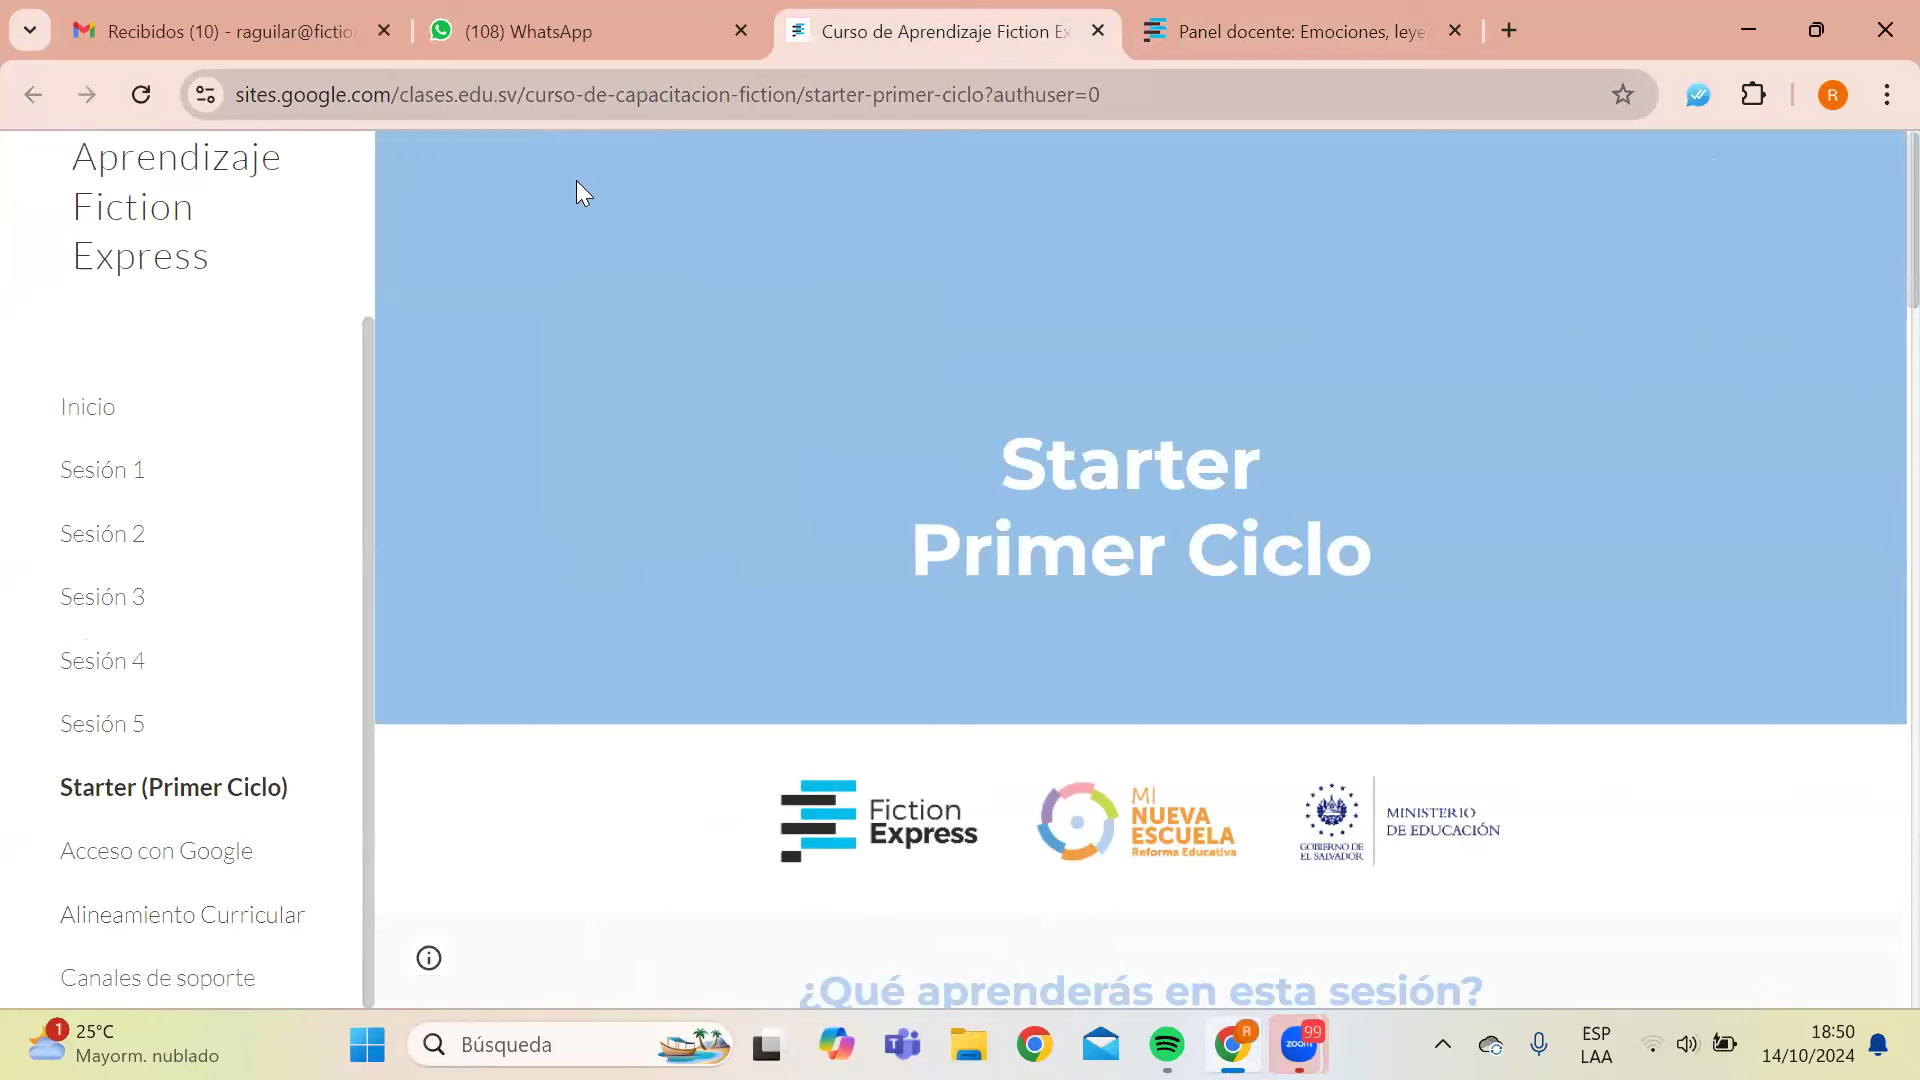 Recibidos (10) - raguilar@fictio
(108) WhatsApp
Curso de Aprendizaje Fiction Ex
Panel docente: Emociones, leye
sites.google.com/clases.edu.sv/curso-de-capacitacion-fiction/starter-primer-ciclo?authuser=0
R
Aprendizaje
Fiction
Express
Inicio
Sesión 1
Sesión 2
Sesión 3
Sesión 4
Sesión 5
Starter (Primer Ciclo)
Acceso con Google
Alineamiento Curricular
Canales de soporte
Starter
Primer Ciclo
Fiction
Express
MI
NUEVA
ESCUELA
Reforma Educativa
GOBIERNO DE
EL SALVADOR
MINISTERIO
DE EDUCACIÓN
¿Qué aprenderás en esta sesión?
1
25°C
Mayorm. nublado
Búsqueda
R
zoom
99
ESP
LAA
18:50
14/10/2024